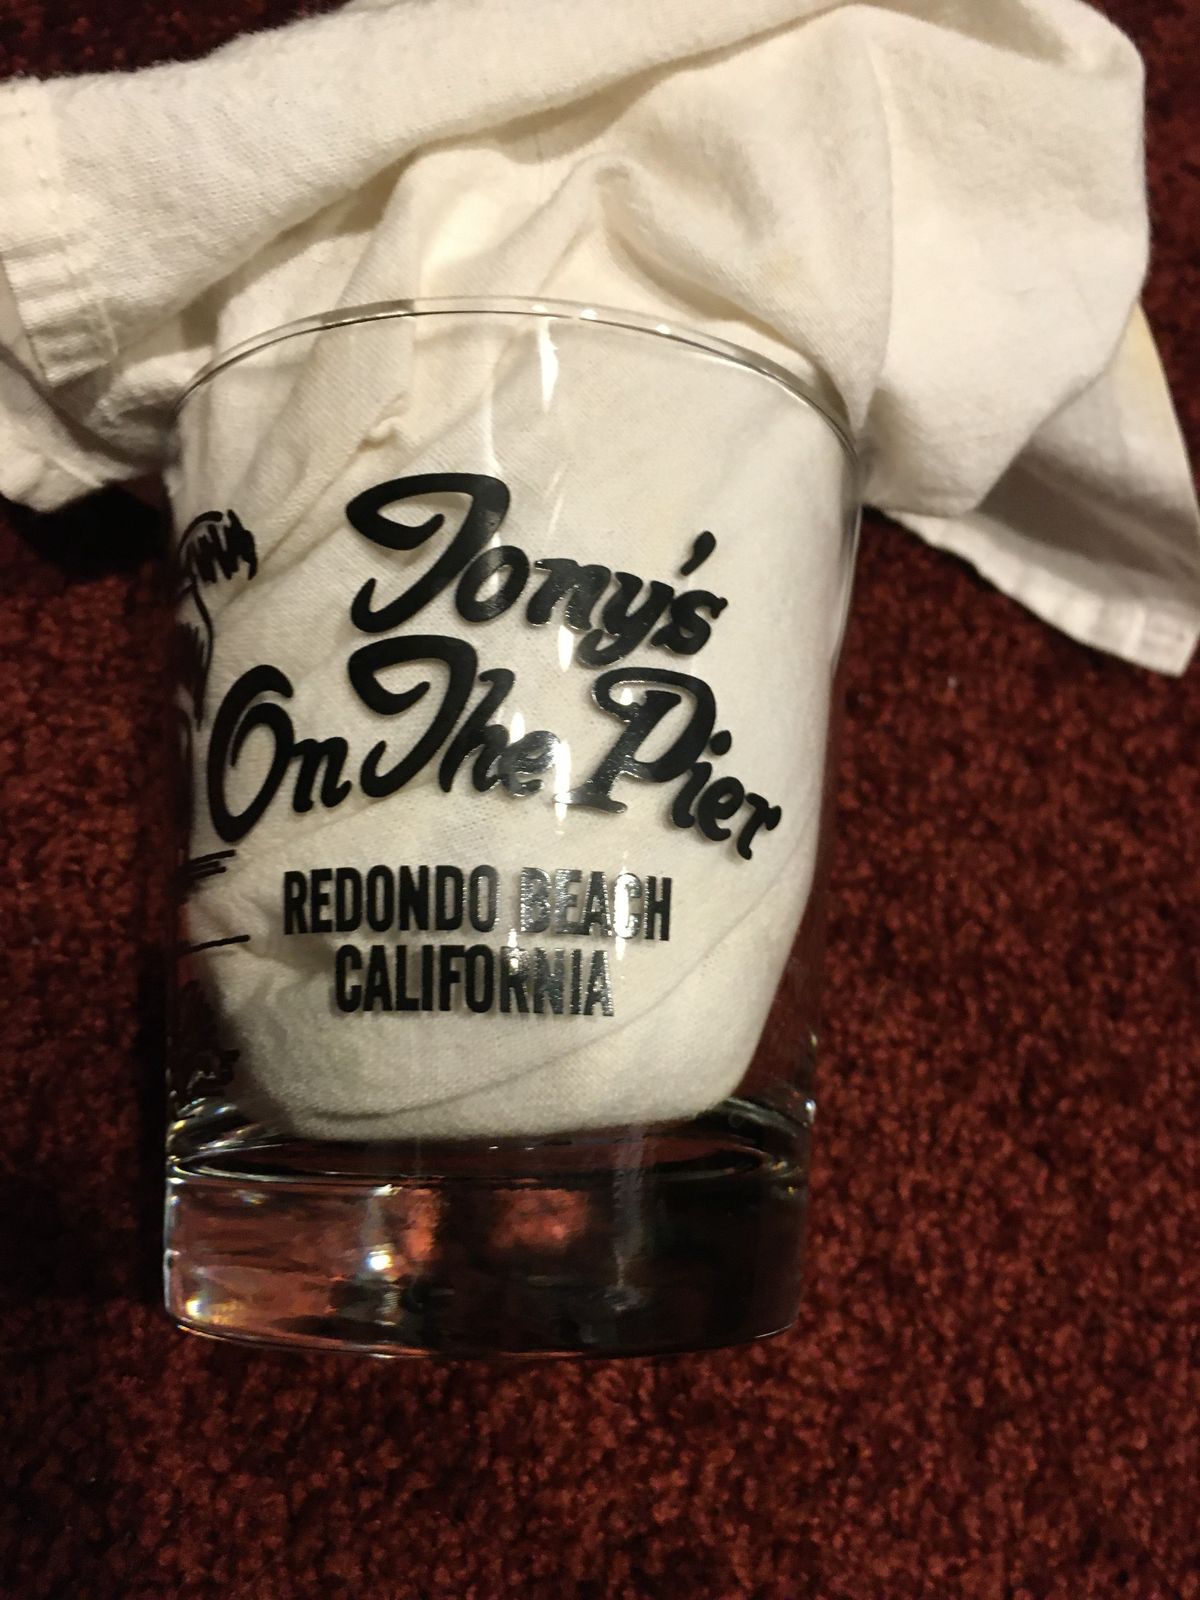 Tony's
On The Pier
REDONDO BEACH
CALIFORNIA